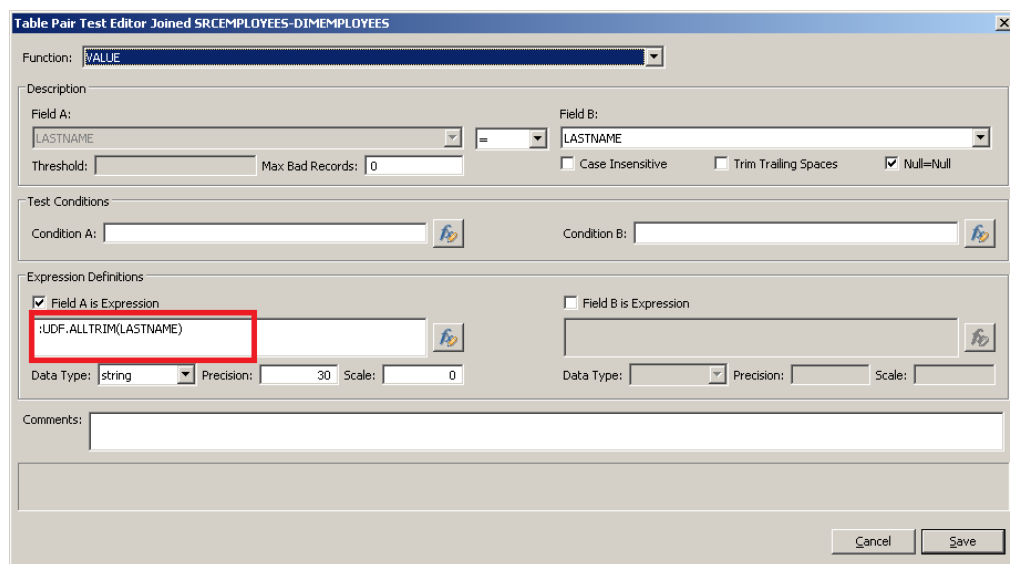 Table Pair Test Editor Joined SRCEMPLOYEES-DIMEMPLOYEES
Function: VALUE
Description
Field A: Field B:
LASTNAME = LASTNAME
Threshold: Max Bad Records: 0 Case Insensitive Trim Trailing Spaces Null=Null
Test Conditions
Condition A: Condition B:
Expression Definitions
Field A is Expression Field B is Expression
:UDF.ALLTRIM(LASTNAME)
Data Type: string Precision: 30 Scale: 0 Data Type: Precision: Scale:
Comments:
Cancel Save